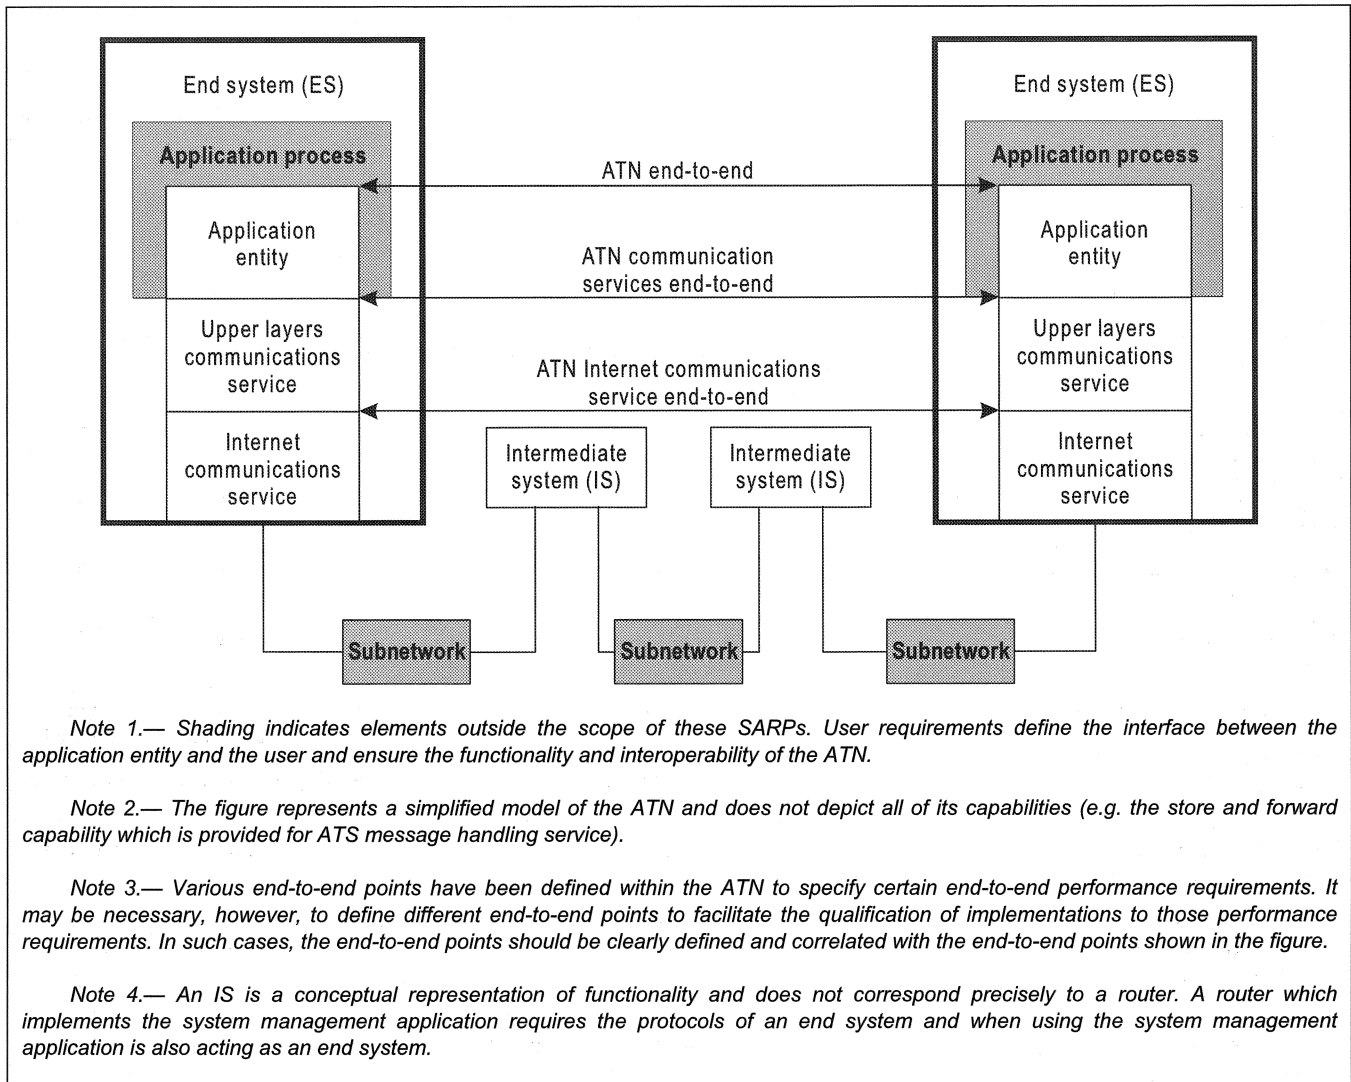 End system (ES)
End system (ES)
Application process
Application process
ATN end-to-end
Application
entity
Application
entity
ATN communication
services end-to-end
Upper layers
communications
service
Upper layers
communications
service
ATN Internet communications
service end-to-end
Internet
communications
service
Intermediate
system (IS)
Intermediate
system (IS)
Internet
communications
service
Subnetwork
Subnetwork
Subnetwork
Note 1.— Shading indicates elements outside the scope of these SARPs. User requirements define the interface between the
application entity and the user and ensure the functionality and interoperability of the ATN.
Note 2.— The figure represents a simplified model of the ATN and does not depict all of its capabilities (e.g. the store and forward
capability which is provided for ATS message handling service).
Note 3.— Various end-to-end points have been defined within the ATN to specify certain end-to-end performance requirements. It
may be necessary, however, to define different end-to-end points to facilitate the qualification of implementations to those performance
requirements. In such cases, the end-to-end points should be clearly defined and correlated with the end-to-end points shown in the figure.
Note 4.— An IS is a conceptual representation of functionality and does not correspond precisely to a router. A router which
implements the system management application requires the protocols of an end system and when using the system management
application is also acting as an end system.